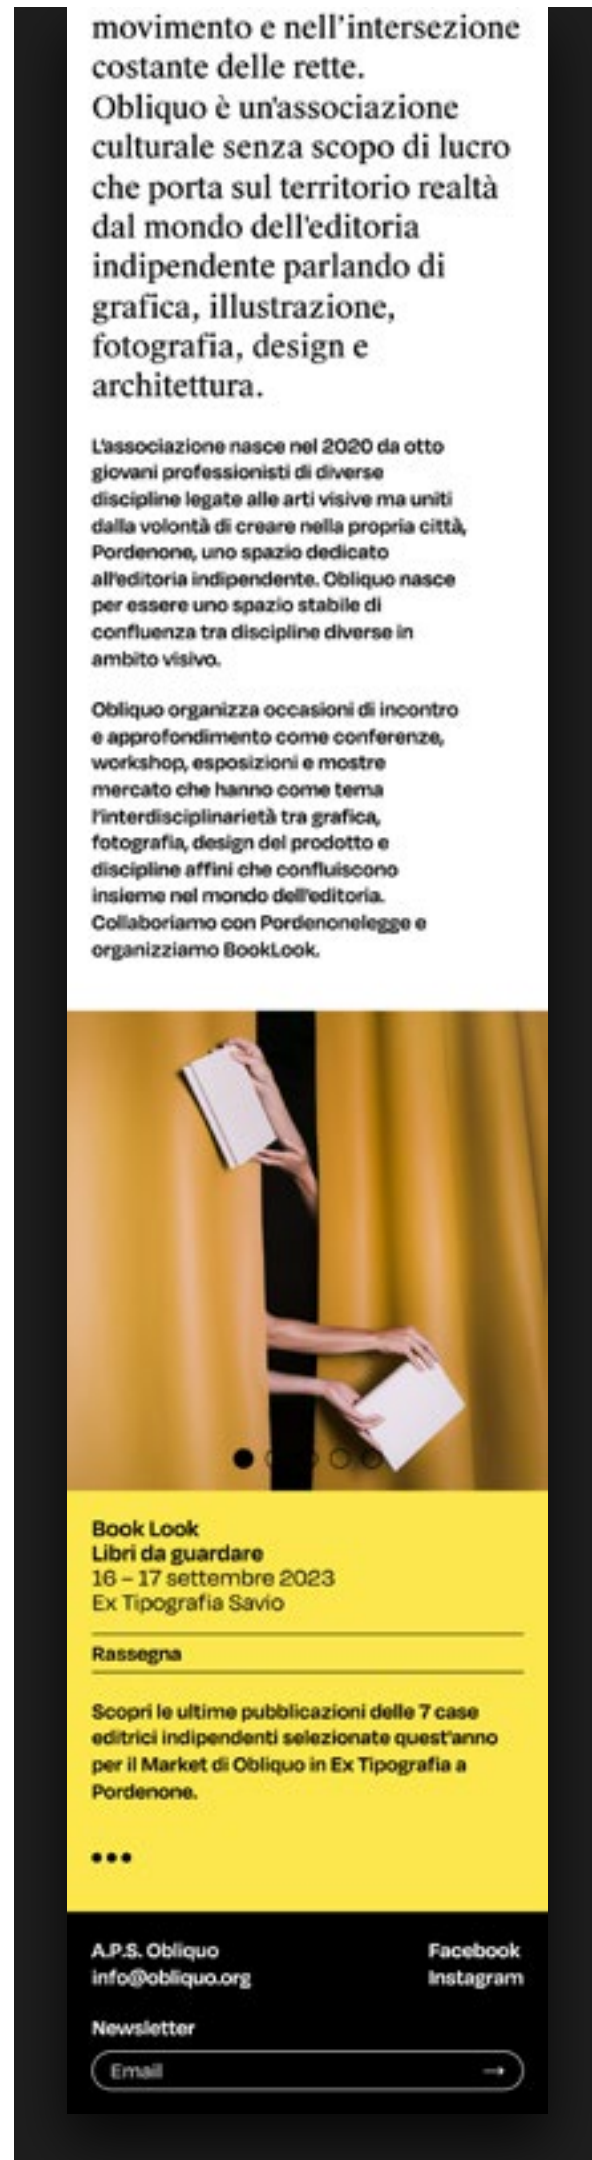 movimento e nell'intersezione
costante delle rette.
Obliquo è un'associazione
culturale senza scopo di lucro
che porta sul territorio realtà
dal mondo dell'editoria
indipendente parlando di
grafica, illustrazione,
fotografia, design e
architettura.
L'associazione nasce nel 2020 da otto
giovani professionisti di diverse
discipline legate alle arti visive ma uniti
dalla volontà di creare nella propria città,
Pordenone, uno spazio dedicato
all'editoria indipendente. Obliquo nasce
per essere uno spazio stabile di
confluenza tra discipline diverse in
ambito visivo.
Obliquo organizza occasioni di incontro
e approfondimento come conferenze,
workshop, esposizioni e mostre
mercato che hanno come tema
l'interdisciplinarietà tra grafica,
fotografia, design del prodotto e
discipline affini che confluiscono
insieme nel mondo dell'editoria.
Collaboriamo con Pordenonelegge e
organizziamo BookLook.
Book Look
Libri da guardare
16 – 17 settembre 2023
Ex Tipografia Savio
Rassegna
Scopri le ultime pubblicazioni delle 7 case
editrici indipendenti selezionate quest'anno
per il Market di Obliquo in Ex Tipografia a
Pordenone.
A.P.S. Obliquo
info@obliquo.org
Facebook
Instagram
Newsletter
Email →